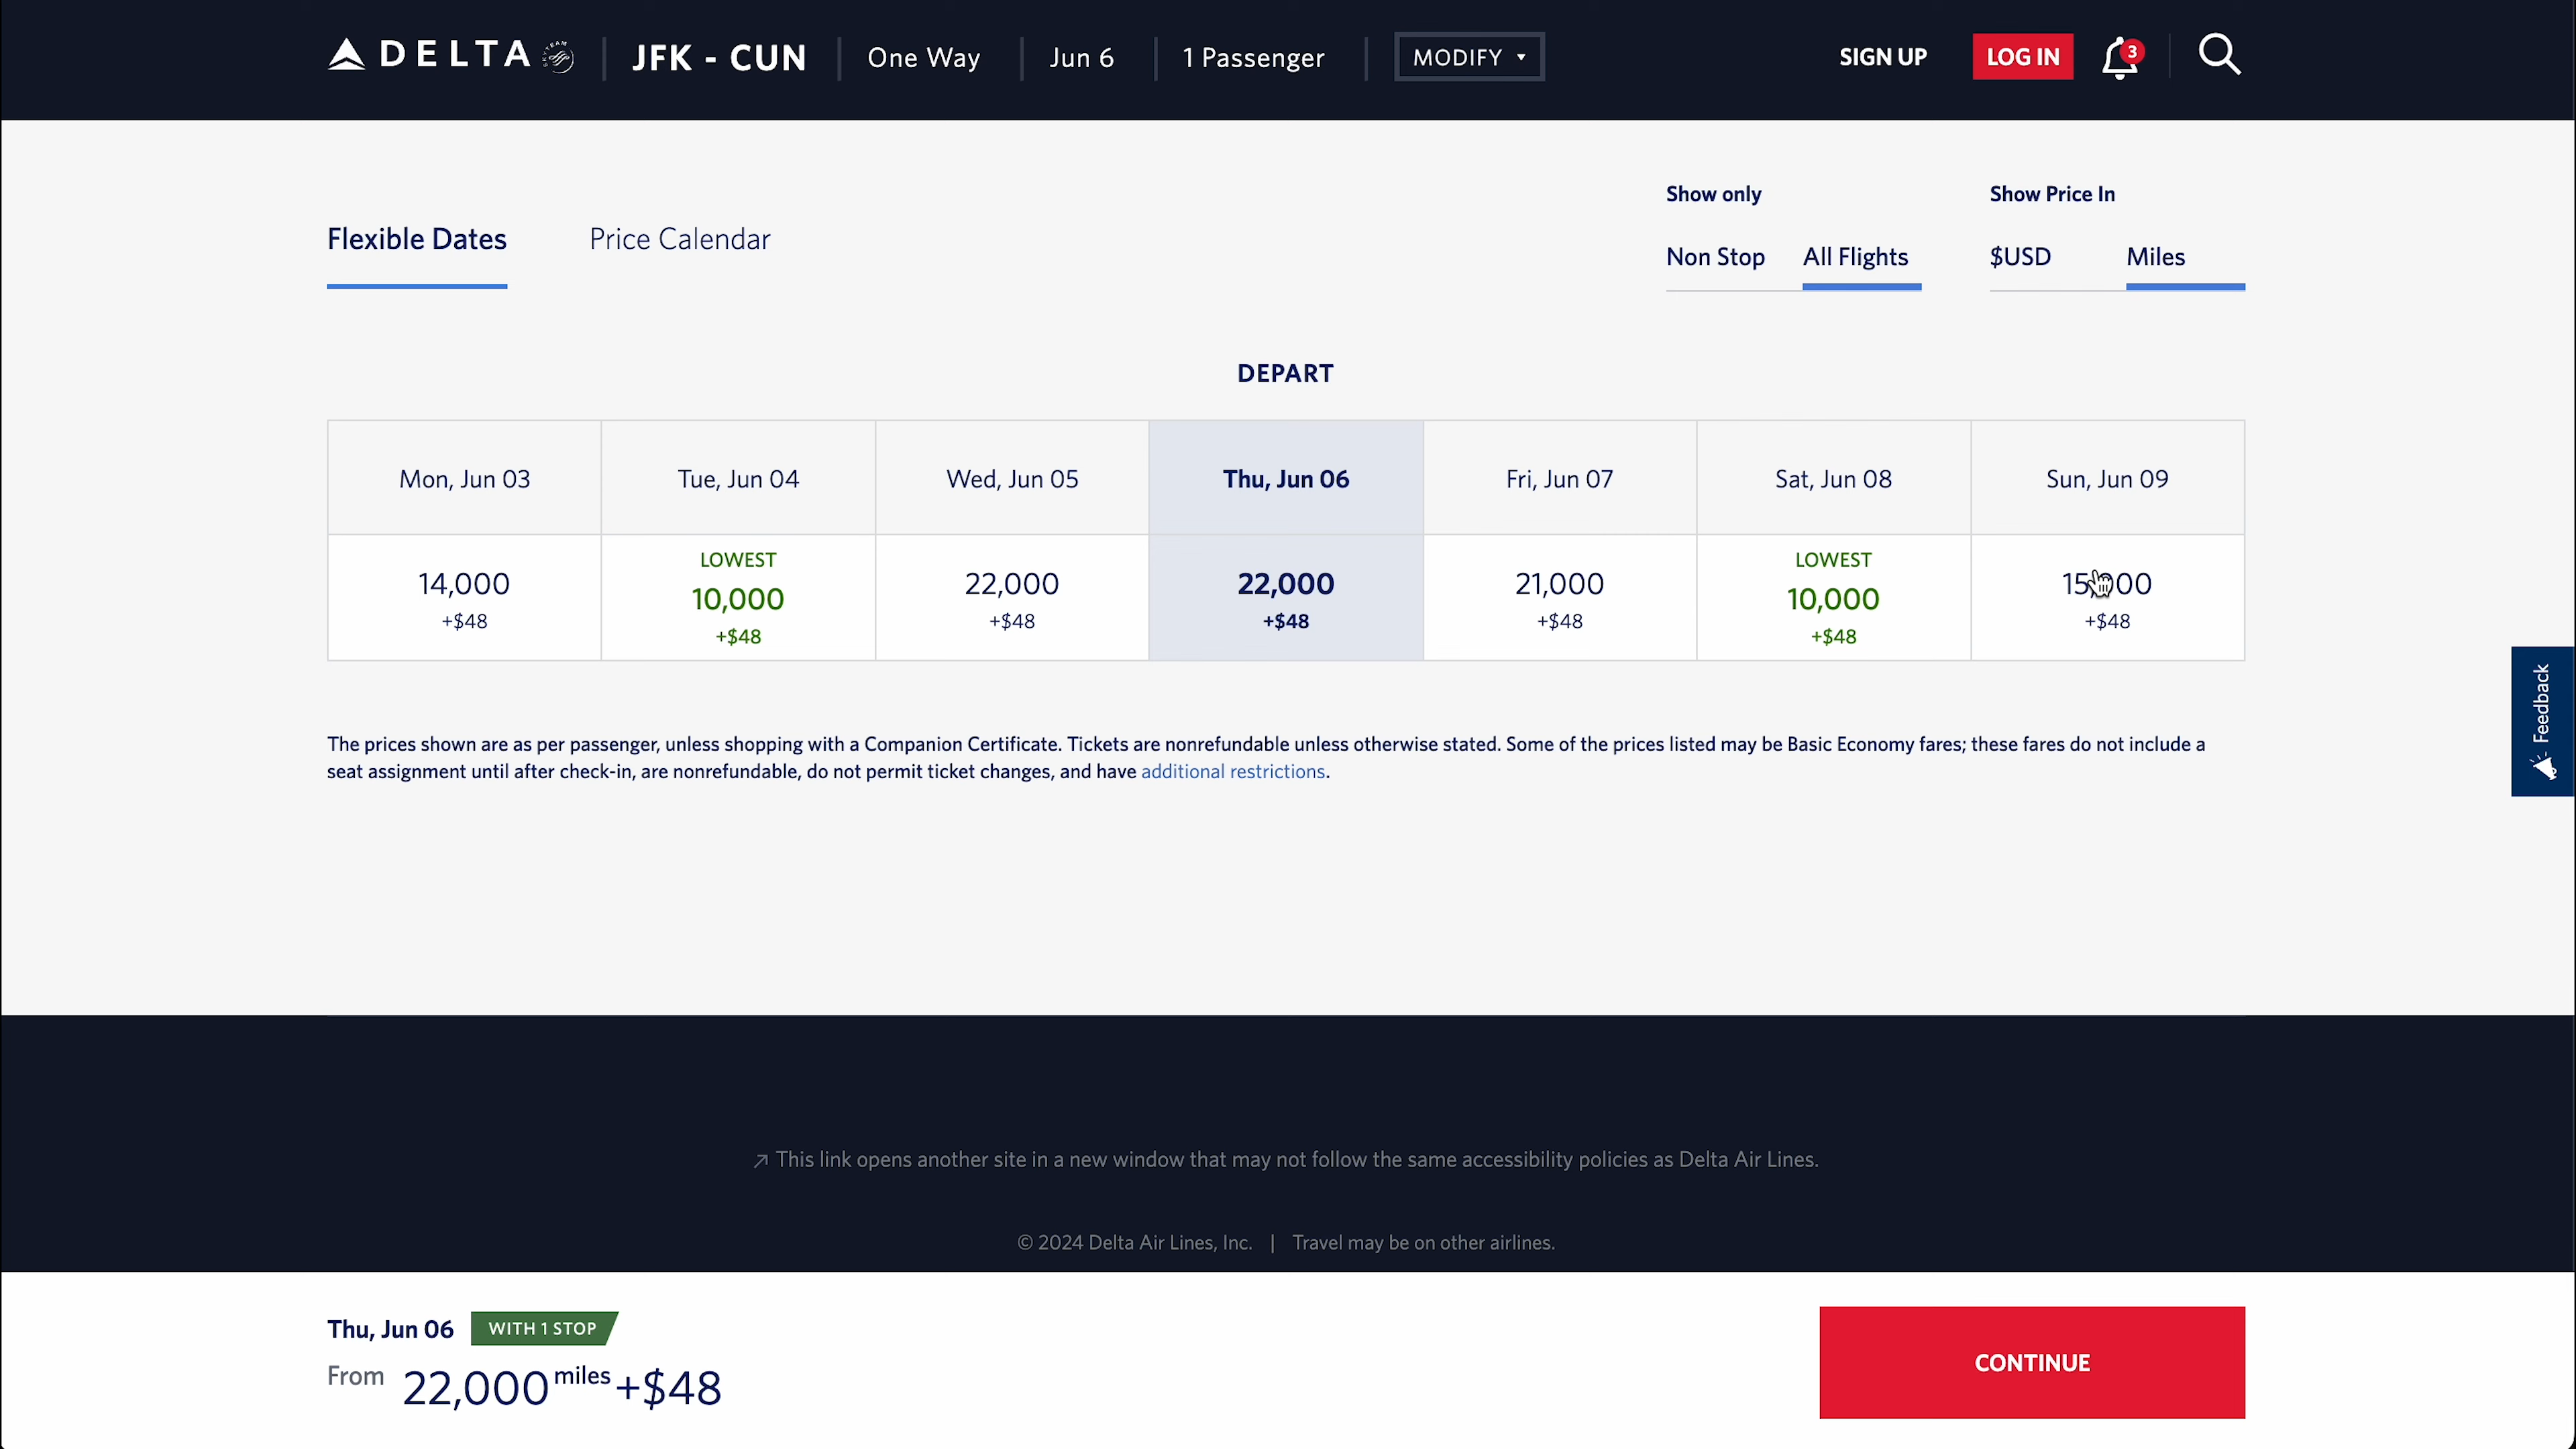 DELTA
JFK - CUN
One Way
Jun 6
1 Passenger
MODIFY
SIGN UP
LOG IN
3
Show only
Show Price In
Flexible Dates
Price Calendar
Non Stop
All Flights
$USD
Miles
DEPART
Mon, Jun 03
Tue, Jun 04
Wed, Jun 05
Thu, Jun 06
Fri, Jun 07
Sat, Jun 08
Sun, Jun 09
14,000
+$48
LOWEST
10,000
+$48
22,000
+$48
22,000
+$48
21,000
+$48
LOWEST
10,000
+$48
+$48
Feedback
The prices shown are as per passenger, unless shopping with a Companion Certificate. Tickets are nonrefundable unless otherwise stated. Some of the prices listed may be Basic Economy fares; these fares do not include a
seat assignment until after check-in, are nonrefundable, do not permit ticket changes, and have additional restrictions.
This link opens another site in a new window that may not follow the same accessibility policies as Delta Air Lines.
© 2024 Delta Air Lines, Inc. | Travel may be on other airlines.
Thu, Jun 06
WITH 1 STOP
From 22,000 miles +$48
CONTINUE